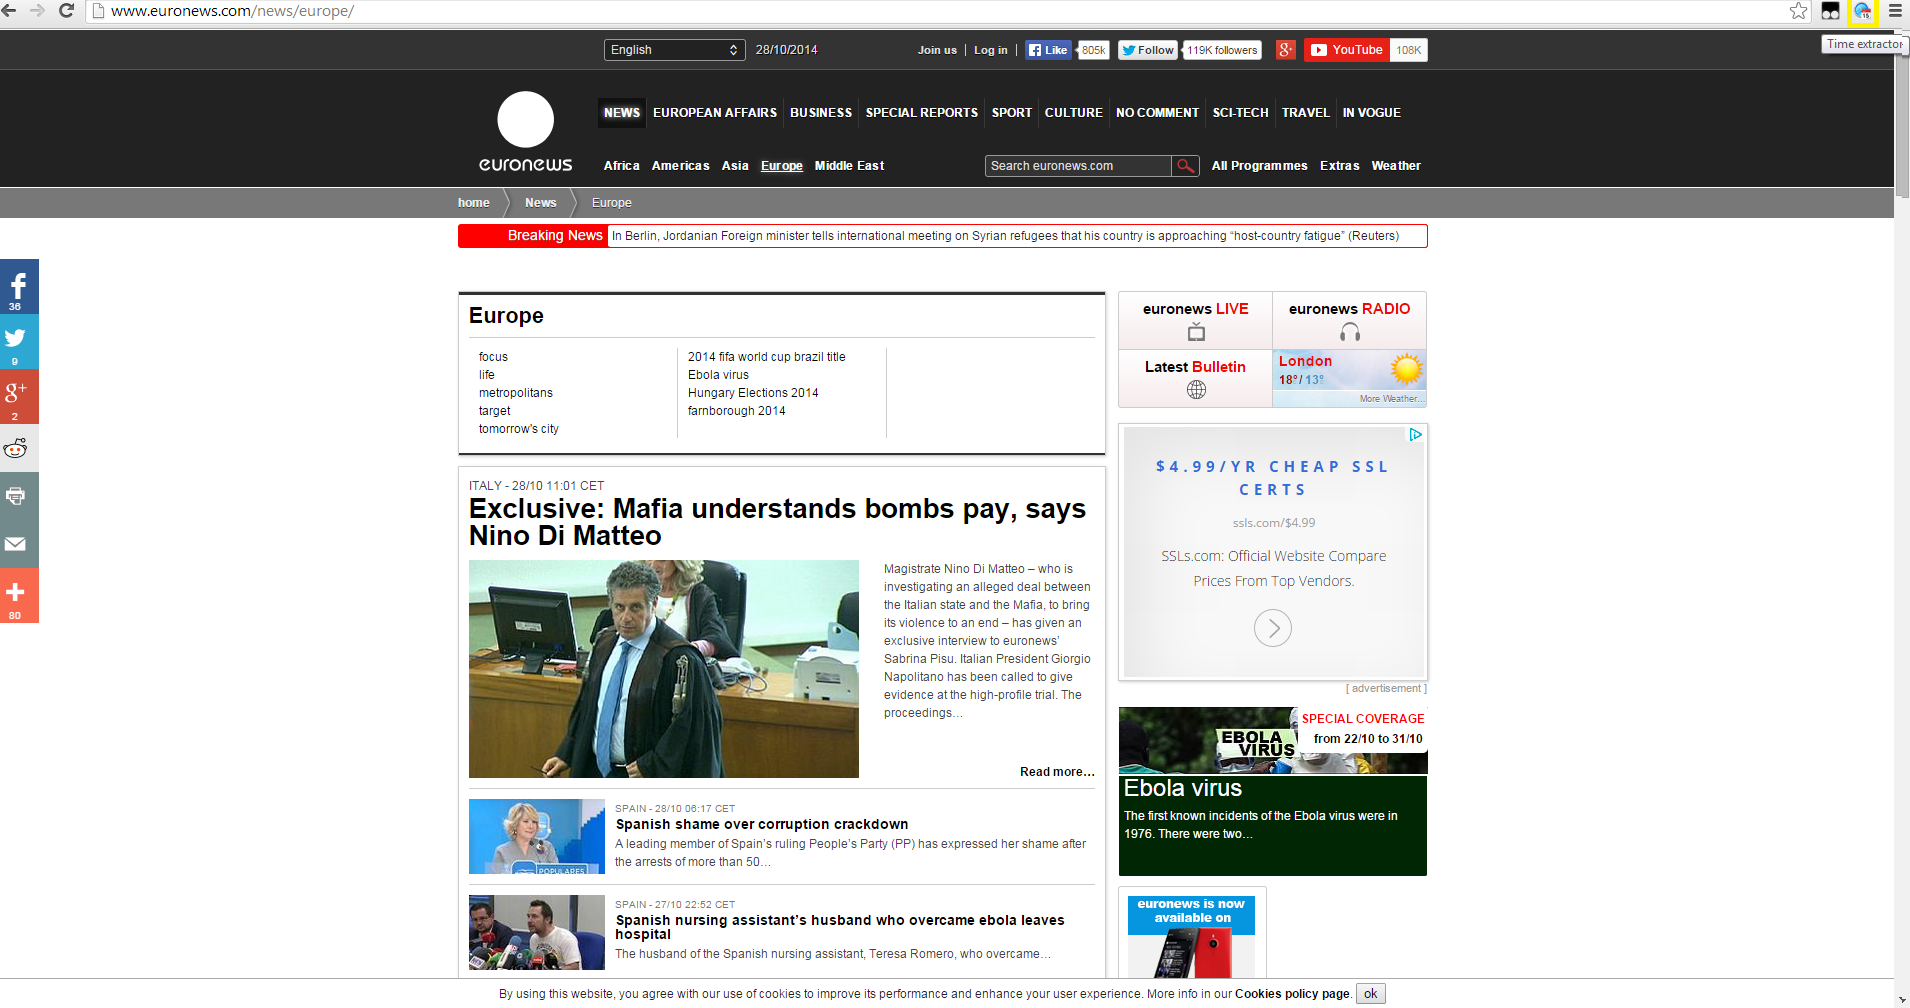 www.euronews.com/news/europe/
15
Time extractor
English
28/10/2014
Join us | Log in |
Like 805k
Follow 119K followers
g+
YouTube 108K
euronews
NEWS EUROPEAN AFFAIRS BUSINESS SPECIAL REPORTS SPORT CULTURE NO COMMENT SCI-TECH TRAVEL IN VOGUE
Africa Americas Asia Europe Middle East
Search euronews.com
All Programmes Extras Weather
home News Europe
Breaking News In Berlin, Jordanian Foreign minister tells international meeting on Syrian refugees that his country is approaching “host-country fatigue” (Reuters)
36
9
g+
2
80
Europe
focus
life
metropolitans
target
tomorrow's city
2014 fifa world cup brazil title
Ebola virus
Hungary Elections 2014
farnborough 2014
ITALY - 28/10 11:01 CET
Exclusive: Mafia understands bombs pay, says
Nino Di Matteo
Magistrate Nino Di Matteo – who is
investigating an alleged deal between
the Italian state and the Mafia, to bring
its violence to an end – has given an
exclusive interview to euronews’
Sabrina Pisu. Italian President Giorgio
Napolitano has been called to give
evidence at the high-profile trial. The
proceedings…
Read more…
POPULARES
SPAIN - 28/10 06:17 CET
Spanish shame over corruption crackdown
A leading member of Spain’s ruling People’s Party (PP) has expressed her shame after
the arrests of more than 50…
SPAIN - 27/10 22:52 CET
Spanish nursing assistant’s husband who overcame ebola leaves
hospital
The husband of the Spanish nursing assistant, Teresa Romero, who overcame…
euronews LIVE
euronews RADIO
Latest Bulletin
London
18°/ 13°
More Weather...
$4.99/YR CHEAP SSL
CERTS
ssls.com/$4.99
SSLs.com: Official Website Compare
Prices From Top Vendors.
[ advertisement ]
EBOLA
VIRUS
SPECIAL COVERAGE
from 22/10 to 31/10
Ebola virus
The first known incidents of the Ebola virus were in
1976. There were two…
euronews is now
available on
By using this website, you agree with our use of cookies to improve its performance and enhance your user experience. More info in our Cookies policy page. ok